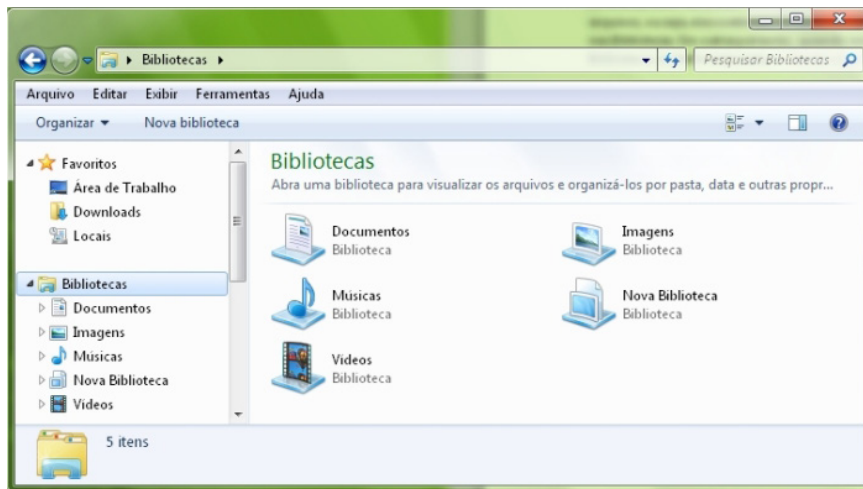 Bibliotecas
Pesquisar Bibliotecas
Arquivo Editar Exibir Ferramentas Ajuda
Organizar Nova biblioteca
Favoritos
Área de Trabalho
Downloads
Locais
Bibliotecas
Documentos
Imagens
Músicas
Nova Biblioteca
Vídeos
Bibliotecas
Abra uma biblioteca para visualizar os arquivos e organizá-los por pasta, data e outras propr...
Documentos
Biblioteca
Imagens
Biblioteca
Músicas
Biblioteca
Nova Biblioteca
Biblioteca
Vídeos
Biblioteca
5 itens